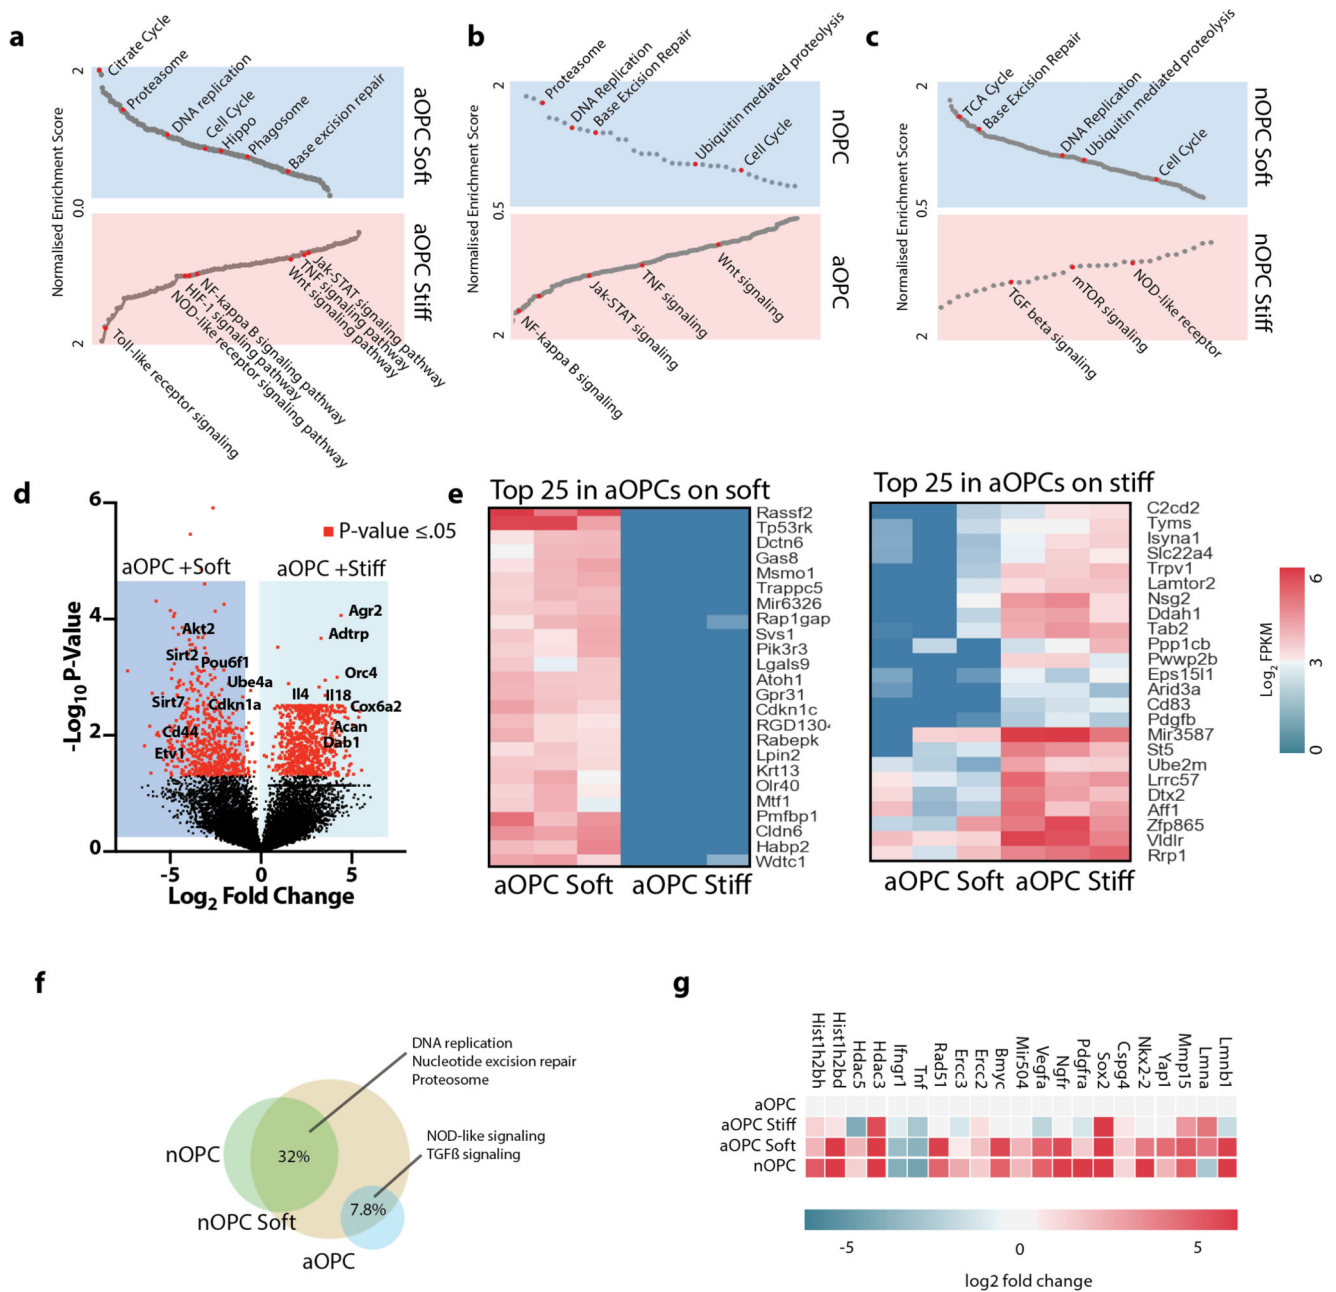 a
Normalised Enrichment Score
2
0.0
2
Citrate Cycle
Proteasome
DNA replication
Cell Cycle
Hippo
Phagosome
Base excision repair
aOPC Soft
aOPC Stiff
Jak-STAT signaling pathway
TNF signaling pathway
Wnt signaling pathway
NF-kappa B signaling pathway
HIF-1 signaling pathway
NOD-like receptor signaling pathway
Toll-like receptor signaling
b
Normalised Enrichment Score
2
0.5
2
Proteasome
DNA Replication
Base Excision Repair
Ubiquitin mediated proteolysis
Cell Cycle
nOPC
aOPC
Wnt signaling
TNF signaling
Jak-STAT signaling
NF-kappa B signaling
c
Normalised Enrichment Score
2
0.5
2
TCA Cycle
Base Excision Repair
DNA Replication
Ubiquitin mediated proteolysis
Cell Cycle
nOPC Soft
nOPC Stiff
NOD-like receptor
mTOR signaling
TGF beta signaling
d
-Log10 P-Value
6
4
2
0
-5
0
5
Log2 Fold Change
P-value ≤.05
aOPC +Soft
aOPC +Stiff
Agr2
Akt2
Adtrp
Sirt2
Pou6f1
Orc4
Ube4a
Il4
Il18
Sirt7
Cdkn1a
Cox6a2
Cd44
Acan
Dab1
Etv1
e
Top 25 in aOPCs on soft
Rassf2
Tp53rk
Dctn6
Gas8
Msmo1
Trappc5
Mir6326
Rap1gap
Svs1
Pik3r3
Lgals9
Atoh1
Gpr31
Cdkn1c
RGD130
Rabepk
Lpin2
Krt13
Olr40
Mtf1
Pmfbp1
Cldn6
Habp2
Wdtc1
aOPC Soft
aOPC Stiff
Top 25 in aOPCs on stiff
C2cd2
Tyms
Isyna1
Slc22a4
Trpv1
Lamtor2
Nsg2
Ddah1
Tab2
Ppp1cb
Pwwp2b
Eps15l1
Arid3a
Cd83
Pdgfb
Mir3587
St5
Ube2m
Lrrc57
Dtx2
Aff1
Zfp865
Vldlr
Rrp1
aOPC Soft
aOPC Stiff
Log2 FPKM
6
3
0
f
DNA replication
Nucleotide excision repair
Proteosome
NOD-like signaling
TGFß signaling
nOPC
32%
nOPC Soft
7.8%
aOPC
g
Hist1h2bh
Hist1h2bd
Hdac5
Hdac3
Ifngr1
Tnf
Rad51
Ercc3
Ercc2
Bmyc
Mir504
Vegfa
Ngfr
Pdgfra
Sox2
Cspg4
Nkx2-2
Yap1
Mmp15
Lmna
Lmnb1
aOPC
aOPC Stiff
aOPC Soft
nOPC
-5
0
5
log2 fold change